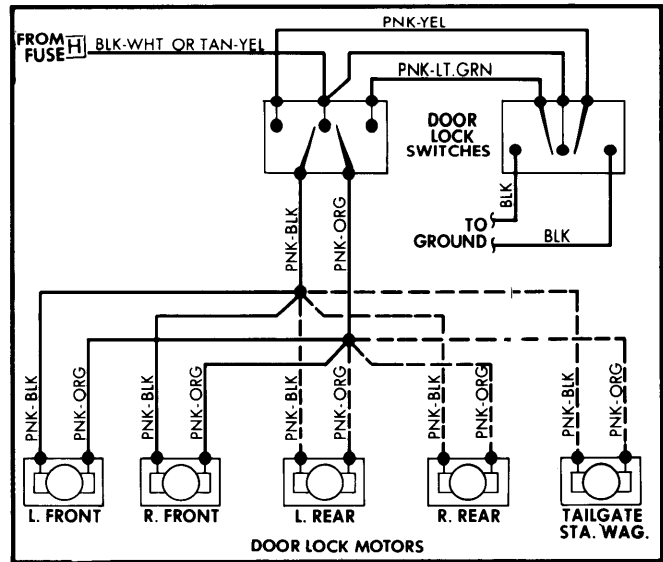 PNK-YEL
FROM
FUSE H
BLK-WHT OR TAN-YEL
PNK-LT.GRN
DOOR
LOCK
SWITCHES
BLK
TO
GROUND
BLK
PNK-BLK
PNK-ORG
PNK-BLK
PNK-ORG
PNK-BLK
PNK-ORG
PNK-BLK
PNK-ORG
PNK-BLK
PNK-ORG
PNK-BLK
PNK-ORG
L. FRONT
R. FRONT
L. REAR
R. REAR
TAILGATE
STA. WAG.
DOOR LOCK MOTORS